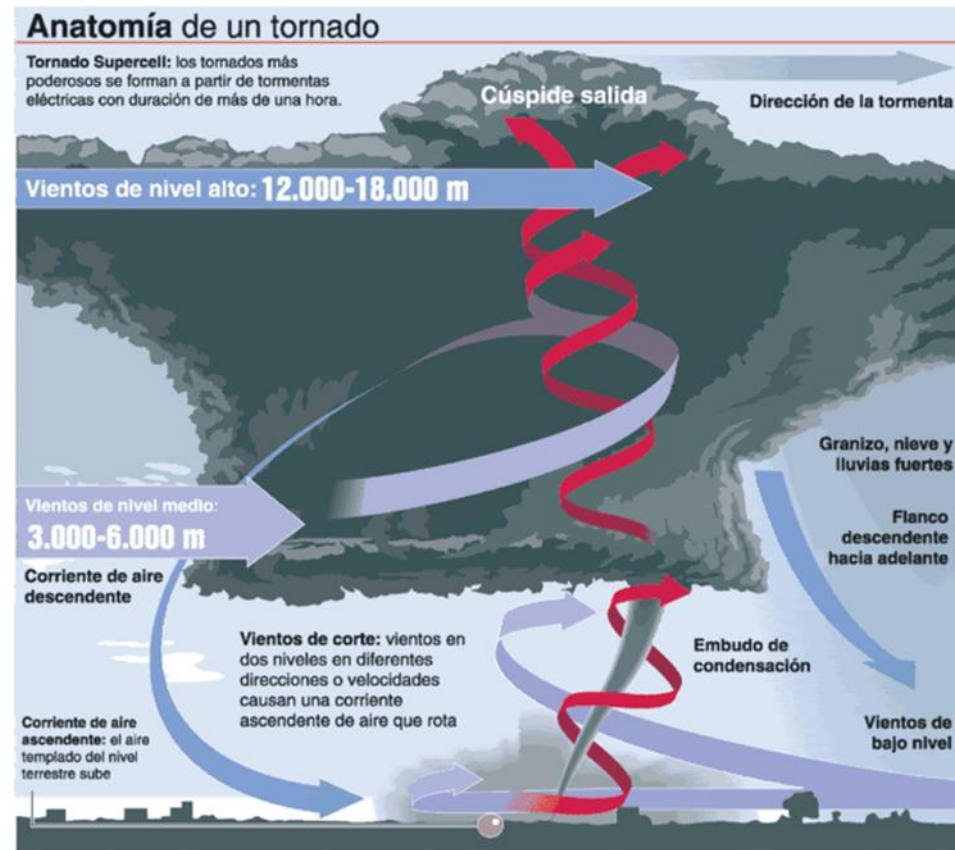 Anatomía de un tornado
Tornado Supercell: los tornados más
poderosos se forman a partir de tormentas
eléctricas con duración de más de una hora.
Cúspide salida
Dirección de la tormenta
Vientos de nivel alto: 12.000-18.000 m
Granizo, nieve y
lluvias fuertes
Vientos de nivel medio:
3.000-6.000 m
Flanco
descendente
hacia adelante
Corriente de aire
descendente
Vientos de corte: vientos en
dos niveles en diferentes
direcciones o velocidades
causan una corriente
ascendente de aire que rota
Embudo de
condensación
Corriente de aire
ascendente: el aire
templado del nivel
terrestre sube
Vientos de
bajo nivel